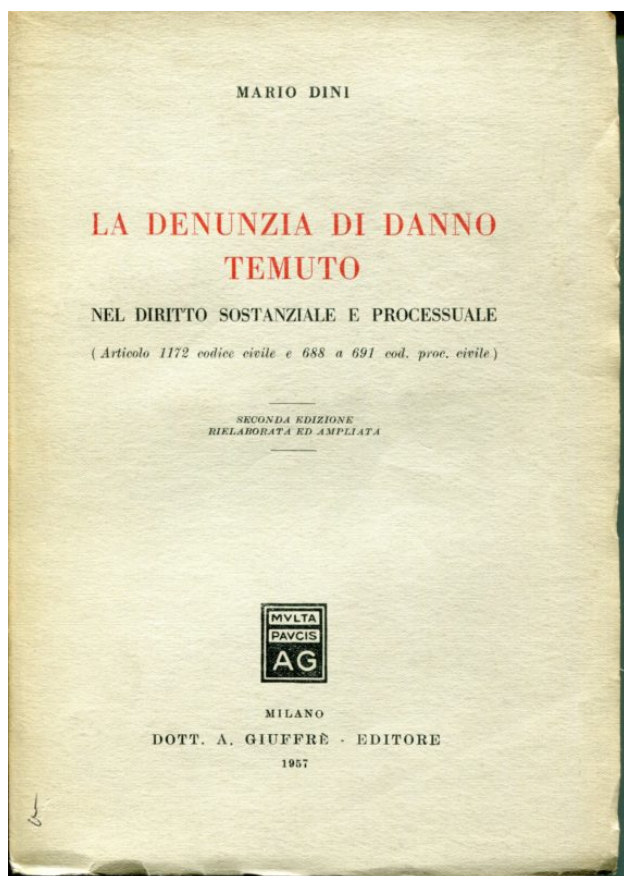 MARIO DINI
LA DENUNZIA DI DANNO
TEMUTO
NEL DIRITTO SOSTANZIALE E PROCESSUALE
( Articolo 1172 codice civile e 688 a 691 cod. proc. civile )
SECONDA EDIZIONE
RIELABORATA ED AMPLIATA
MVLTA
PAVCIS
AG
MILANO
DOTT. A. GIUFFRÈ - EDITORE
1957